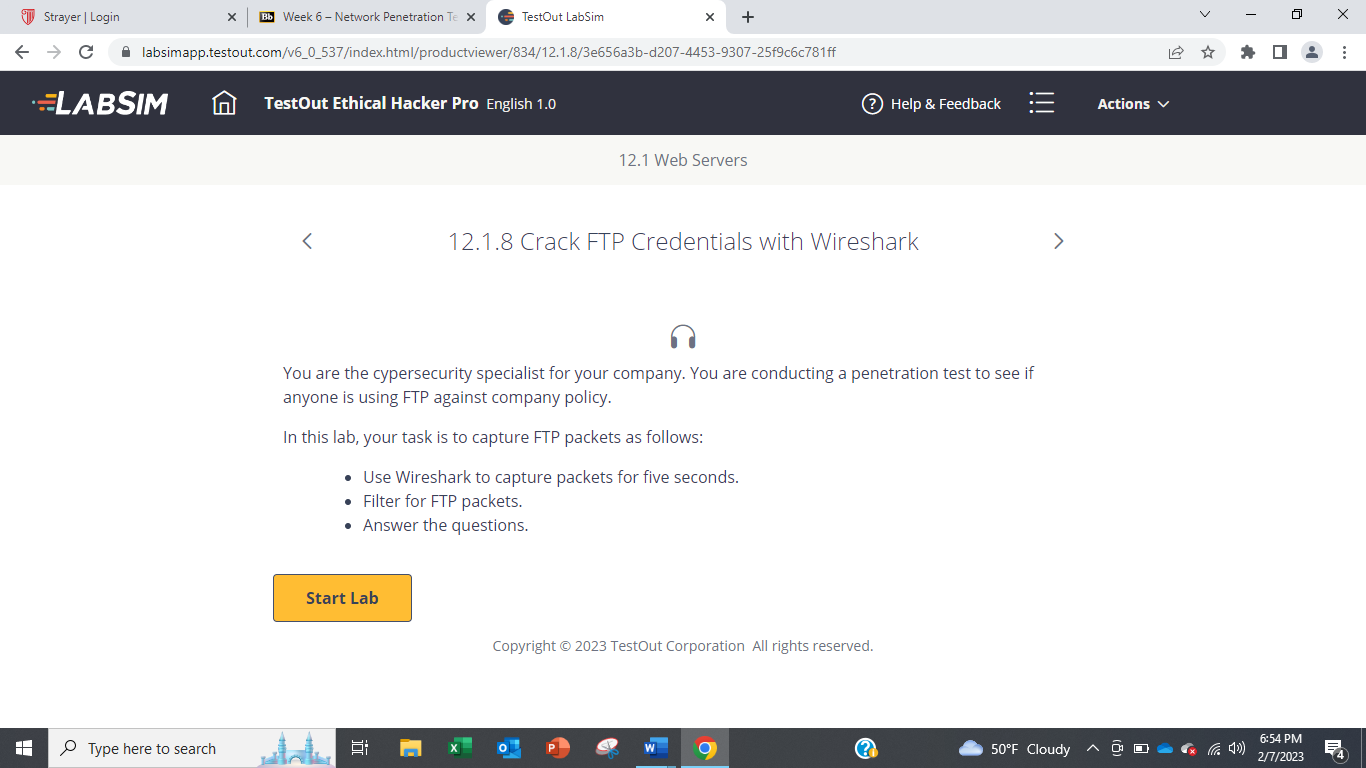 Strayer | Login
Bb Week 6 – Network Penetration Te
TestOut LabSim
labsimapp.testout.com/v6_0_537/index.html/productviewer/834/12.1.8/3e656a3b-d207-4453-9307-25f9c6c781ff
LABSIM TestOut Ethical Hacker Pro English 1.0 ? Help & Feedback Actions
12.1 Web Servers
12.1.8 Crack FTP Credentials with Wireshark
You are the cypersecurity specialist for your company. You are conducting a penetration test to see if
anyone is using FTP against company policy.
In this lab, your task is to capture FTP packets as follows:
• Use Wireshark to capture packets for five seconds.
• Filter for FTP packets.
• Answer the questions.
Start Lab
Copyright © 2023 TestOut Corporation All rights reserved.
Type here to search
50°F Cloudy
6:54 PM
2/7/2023
4